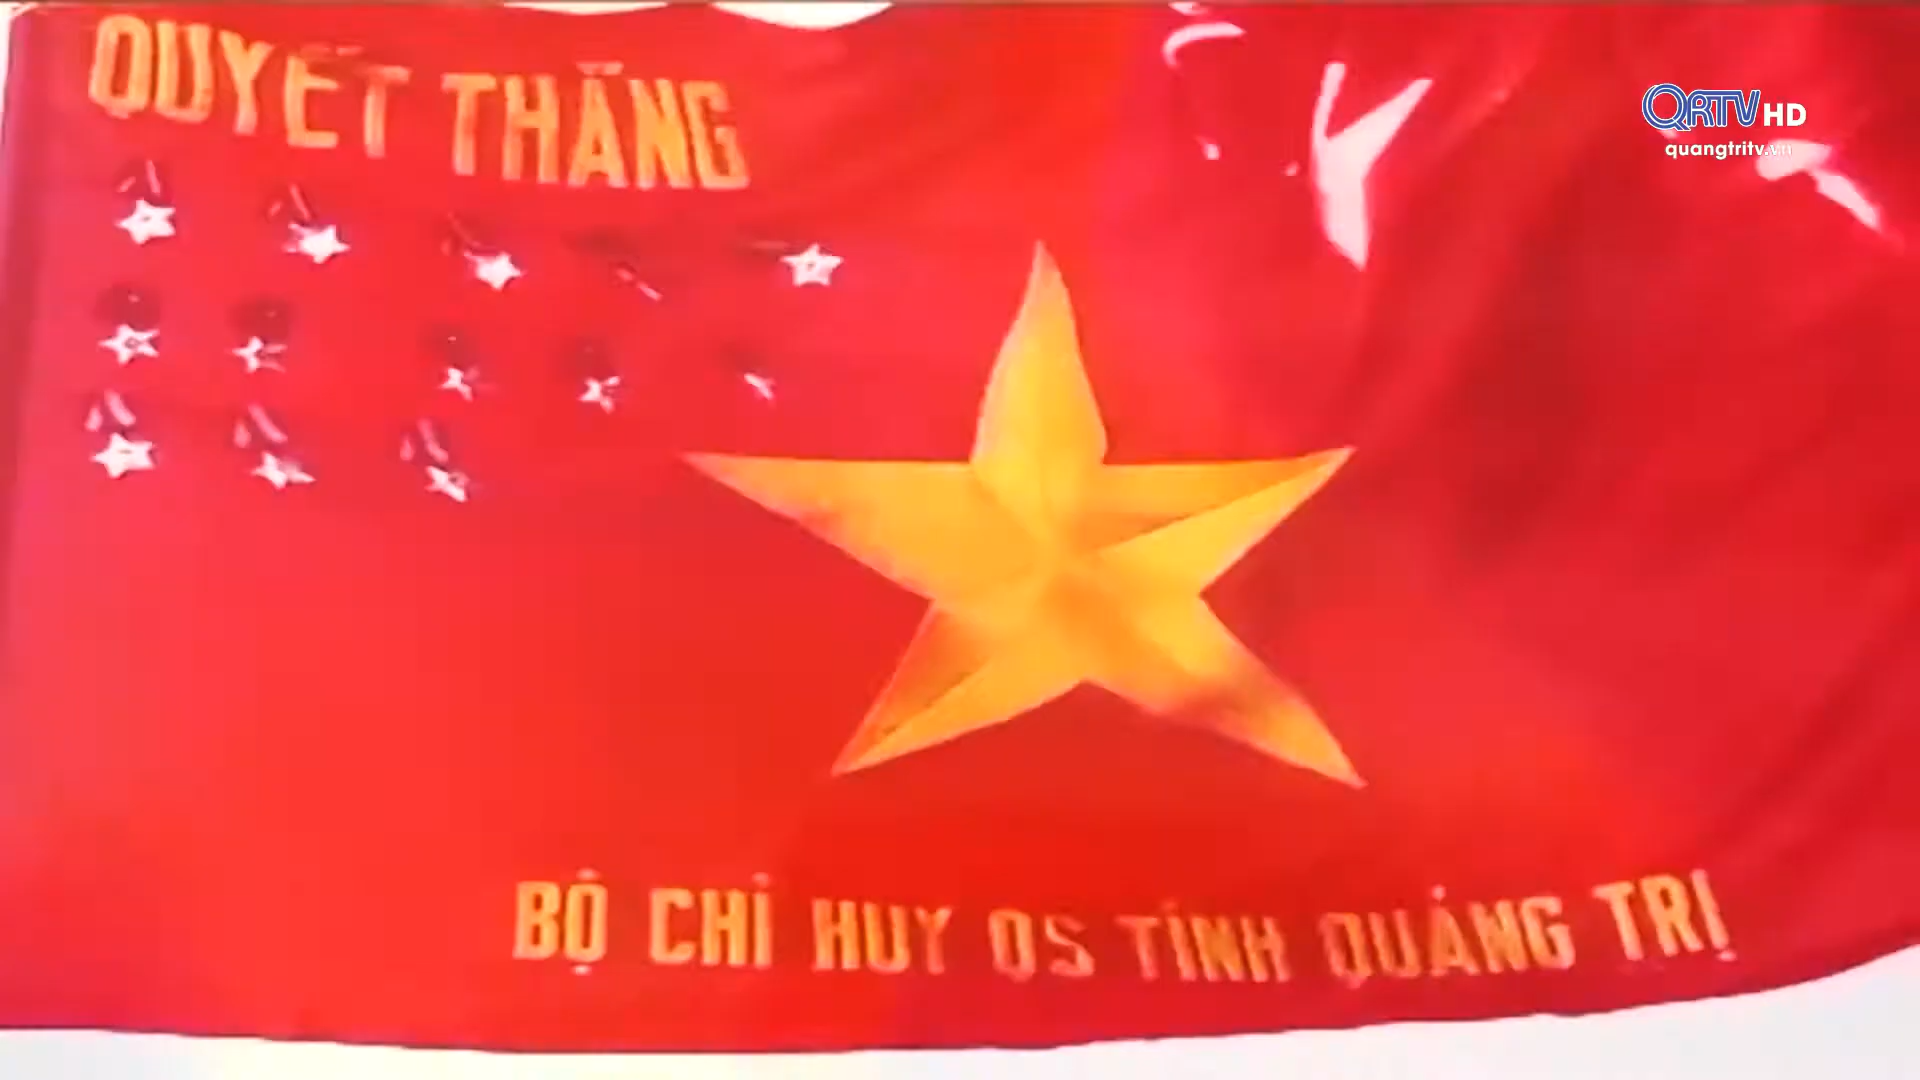 QUYẾT THẮNG
QRTV HD
quangtritv.vn
BỘ CHỈ HUY QS TỈNH QUẢNG TRỊ